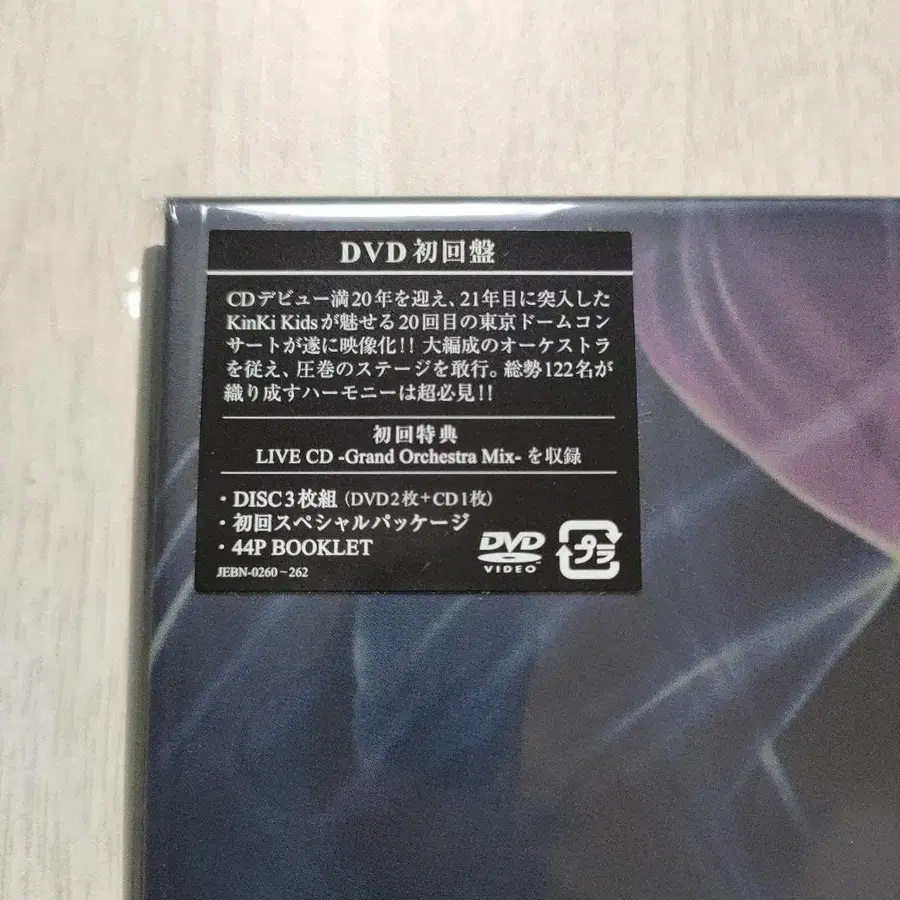 DVD 初回盤
CDデビュー満20年を迎え、21年目に突入した
KinKi Kidsが魅せる20回目の東京ドームコン
サートが遂に映像化!! 大編成のオーケストラ
を従え、圧巻のステージを敢行。総勢122名が
織り成すハーモニーは超必見!!
初回特典
LIVE CD -Grand Orchestra Mix- を収録
・DISC3枚組（DVD2枚+CD1枚）
・初回スペシャルパッケージ
・44P BOOKLET
JEBN-0260~262
DVD
VIDEO
プラ